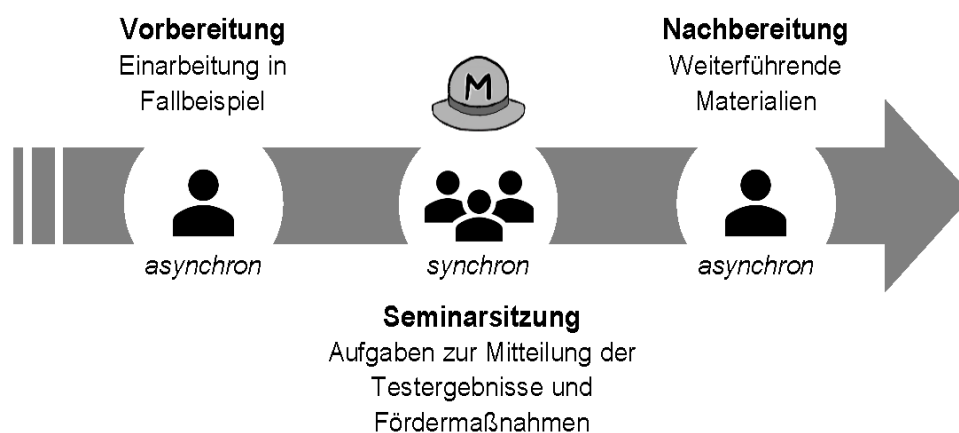 Vorbereitung
Einarbeitung in
Fallbeispiel
asynchron
M
synchron
Seminarsitzung
Aufgaben zur Mitteilung der
Testergebnisse und
Fördermaßnahmen
Nachbereitung
Weiterführende
Materialien
asynchron